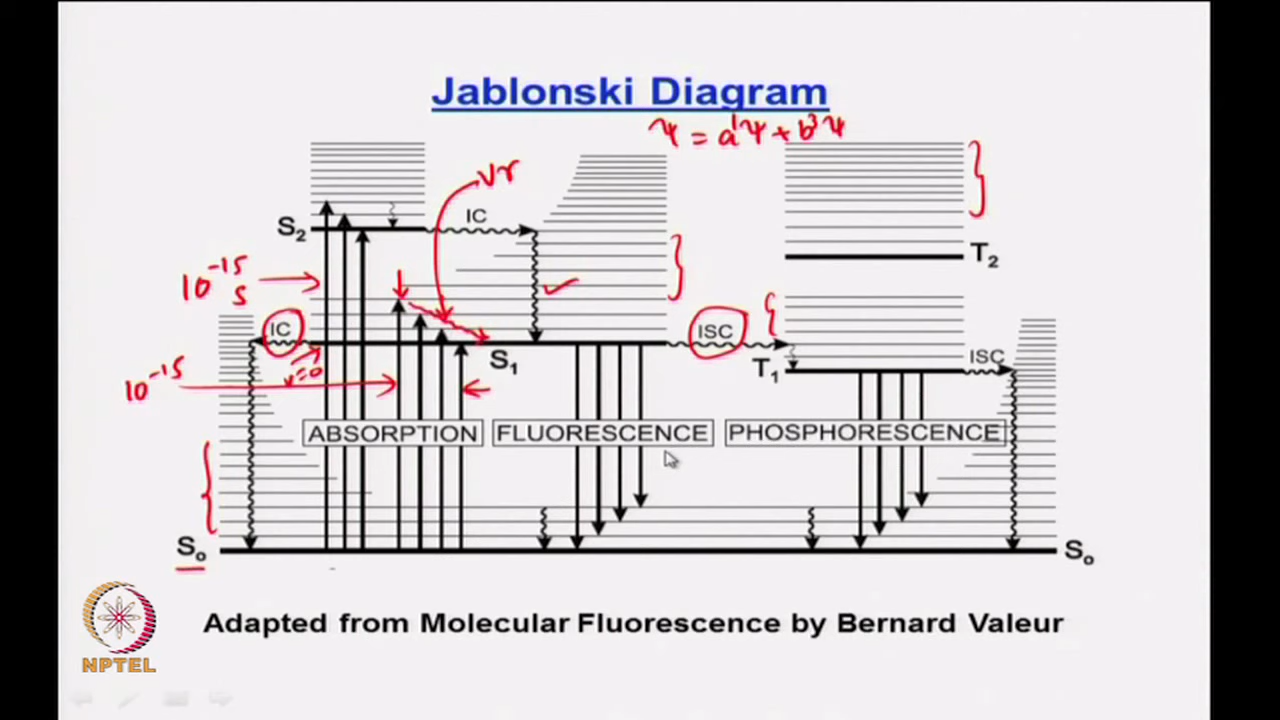 Jablonski Diagram
ψ = a¹ψ + b³ψ
vr
S₂
IC
T₂
10⁻¹⁵
s
IC
ISC
ISC
S₁
T₁
v=0
10⁻¹⁵
ABSORPTION
FLUORESCENCE
PHOSPHORESCENCE
S₀
S₀
Adapted from Molecular Fluorescence by Bernard Valeur
NPTEL